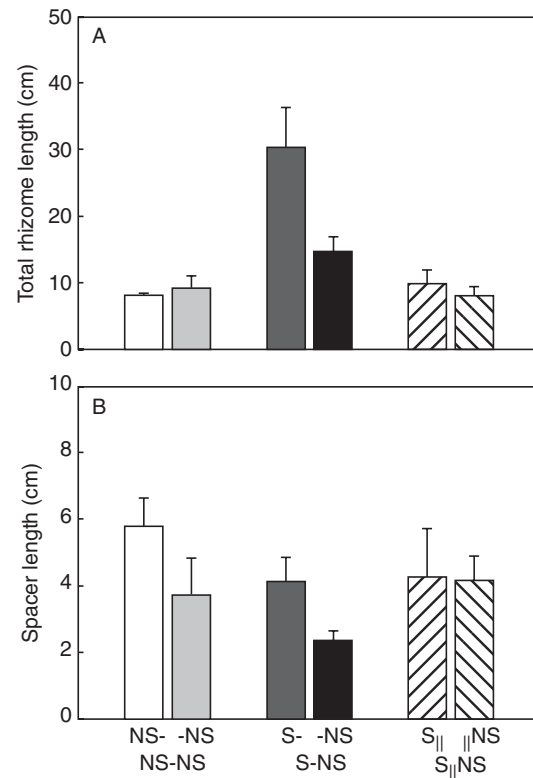 A
Total rhizome length (cm)
50
40
30
20
10
0
B
Spacer length (cm)
10
8
6
4
2
0
NS- -NS S- -NS S|| ||NS
NS-NS S-NS S||NS